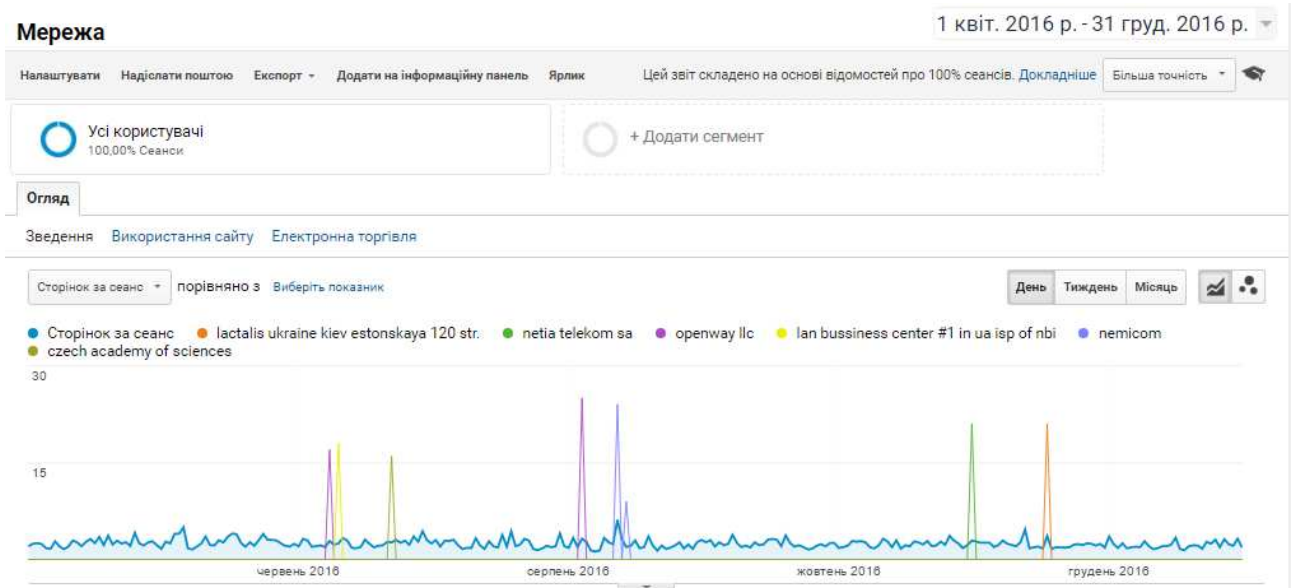 Мережа
1 квіт. 2016 р. - 31 груд. 2016 р.
Налаштувати Надіслати поштою Експорт Додати на інформаційну панель Ярлик Цей звіт складено на основі відомостей про 100% сеансів. Докладніше Більша точність
Усі користувачі
100,00% Сеанси
+ Додати сегмент
Огляд
Зведення Використання сайту Електронна торгівля
Сторінок за сеанс порівняно з Виберіть показник День Тиждень Місяць
Сторінок за сеанс lactalis ukraine kiev estonskaya 120 str. netia telekom sa openway llc lan bussiness center #1 in ua isp of nbi nemicom
czech academy of sciences
30
15
червень 2016 серпень 2016 жовтень 2016 грудень 2016